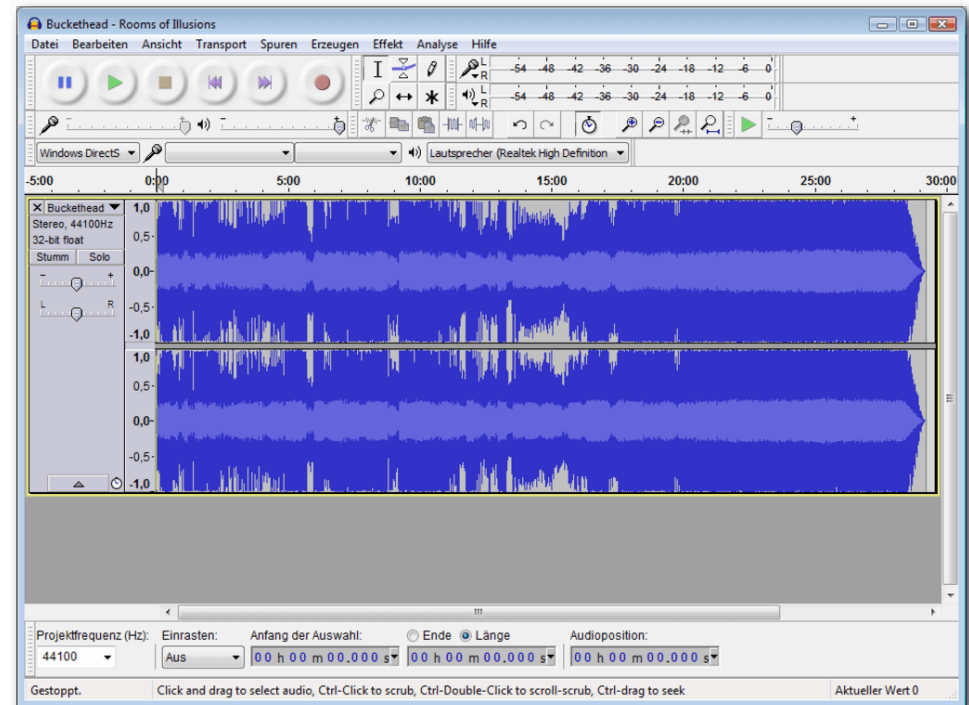 Buckethead - Rooms of Illusions
Datei Bearbeiten Ansicht Transport Spuren Erzeugen Effekt Analyse Hilfe
L R -54 -48 -42 -36 -30 -24 -18 -12 -6 0
L R -54 -48 -42 -36 -30 -24 -18 -12 -6 0
- + - + - +
Windows DirectS Lautsprecher (Realtek High Definition
-5:00 0:00 5:00 10:00 15:00 20:00 25:00 30:00
Buckethead 1,0
Stereo, 44100Hz
32-bit float 0,5-
Stumm Solo
- + 0,0-
L R -0,5-
-1,0
1,0
0,5-
0,0-
-0,5-
-1,0
Projektfrequenz (Hz): Einrasten: Anfang der Auswahl: Ende Länge Audioposition:
44100 Aus 00 h 00 m 00.000 s 00 h 00 m 00.000 s 00 h 00 m 00.000 s
Gestoppt. Click and drag to select audio, Ctrl-Click to scrub, Ctrl-Double-Click to scroll-scrub, Ctrl-drag to seek Aktueller Wert 0